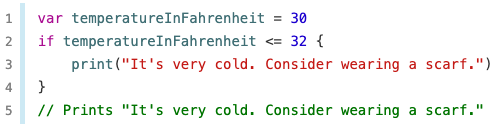 1 var temperatureInFahrenheit = 30
2 if temperatureInFahrenheit <= 32 {
3     print("It's very cold. Consider wearing a scarf.")
4 }
5 // Prints "It's very cold. Consider wearing a scarf."